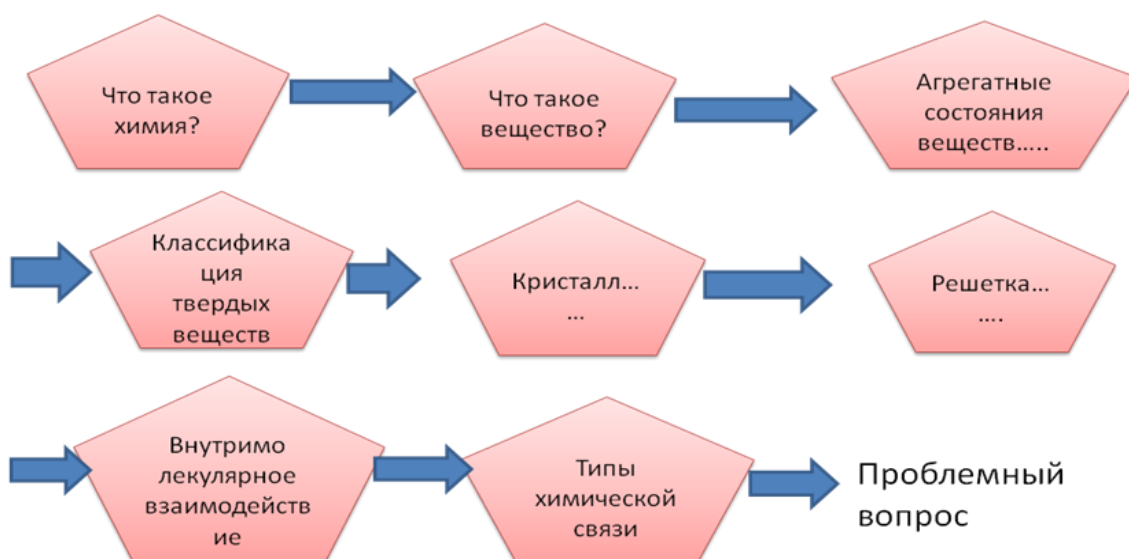 Что такое
химия?
Что такое
вещество?
Агрегатные
состояния
веществ…..
Классифика
ция
твердых
веществ
Кристалл…
…
Решетка…
….
Внутримо
лекулярное
взаимодейств
ие
Типы
химической
связи
Проблемный
вопрос